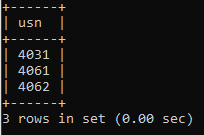 +------+
| usn  |
+------+
| 4031 |
| 4061 |
| 4062 |
+------+
3 rows in set (0.00 sec)